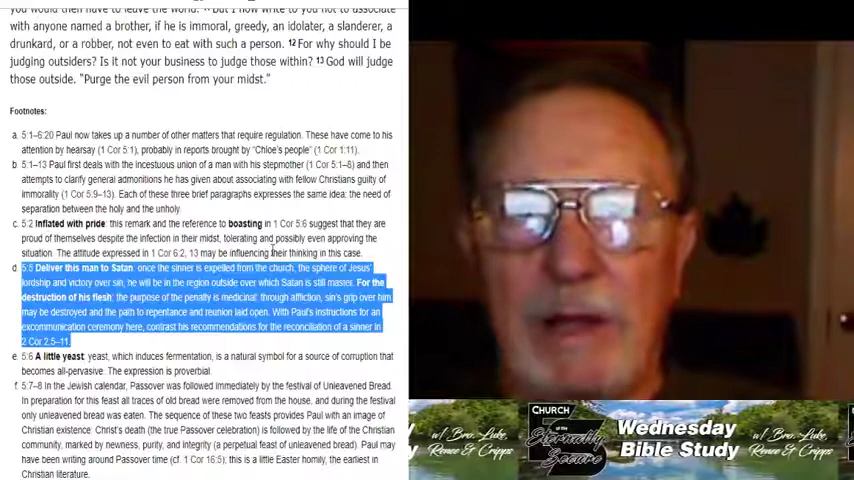 you would then have to leave the world. 11 But I now write to you not to associate
with anyone named a brother, if he is immoral, greedy, an idolater, a slanderer, a
drunkard, or a robber, not even to eat with such a person. 12 For why should I be
judging outsiders? Is it not your business to judge those within? 13 God will judge
those outside. “Purge the evil person from your midst.”
Footnotes:
a. 5:1–6:20 Paul now takes up a number of other matters that require regulation. These have come to his
attention by hearsay (1 Cor 5:1), probably in reports brought by “Chloe’s people” (1 Cor 1:11).
b. 5:1–13 Paul first deals with the incestuous union of a man with his stepmother (1 Cor 5:1–8) and then
attempts to clarify general admonitions he has given about associating with fellow Christians guilty of
immorality (1 Cor 5:9–13). Each of these three brief paragraphs expresses the same idea: the need of
separation between the holy and the unholy.
c. 5:2 Inflated with pride: this remark and the reference to boasting in 1 Cor 5:6 suggest that they are
proud of themselves despite the infection in their midst, tolerating and possibly even approving the
situation. The attitude expressed in 1 Cor 6:2, 13 may be influencing their thinking in this case.
d. 5:5 Deliver this man to Satan: once the sinner is expelled from the church, the sphere of Jesus’
lordship and victory over sin, he will be in the region outside over which Satan is still master. For the
destruction of his flesh: the purpose of the penalty is medicinal: through affliction, sin’s grip over him
may be destroyed and the path to repentance and reunion laid open. With Paul’s instructions for an
excommunication ceremony here, contrast his recommendations for the reconciliation of a sinner in
2 Cor 2:5–11.
e. 5:6 A little yeast: yeast, which induces fermentation, is a natural symbol for a source of corruption that
becomes all-pervasive. The expression is proverbial.
f. 5:7–8 In the Jewish calendar, Passover was followed immediately by the festival of Unleavened Bread.
In preparation for this feast all traces of old bread were removed from the house, and during the festival
only unleavened bread was eaten. The sequence of these two feasts provides Paul with an image of
Christian existence: Christ’s death (the true Passover celebration) is followed by the life of the Christian
community, marked by newness, purity, and integrity (a perpetual feast of unleavened bread). Paul may
have been writing around Passover time (cf. 1 Cor 16:5); this is a little Easter homily, the earliest in
Christian literature.
w/ Bro. Luke,
Renee & Cripps
CHURCH
of the
Eternally
Secure
Wednesday
Bible Study
w/ Bro. Luke,
Renee & Cripps